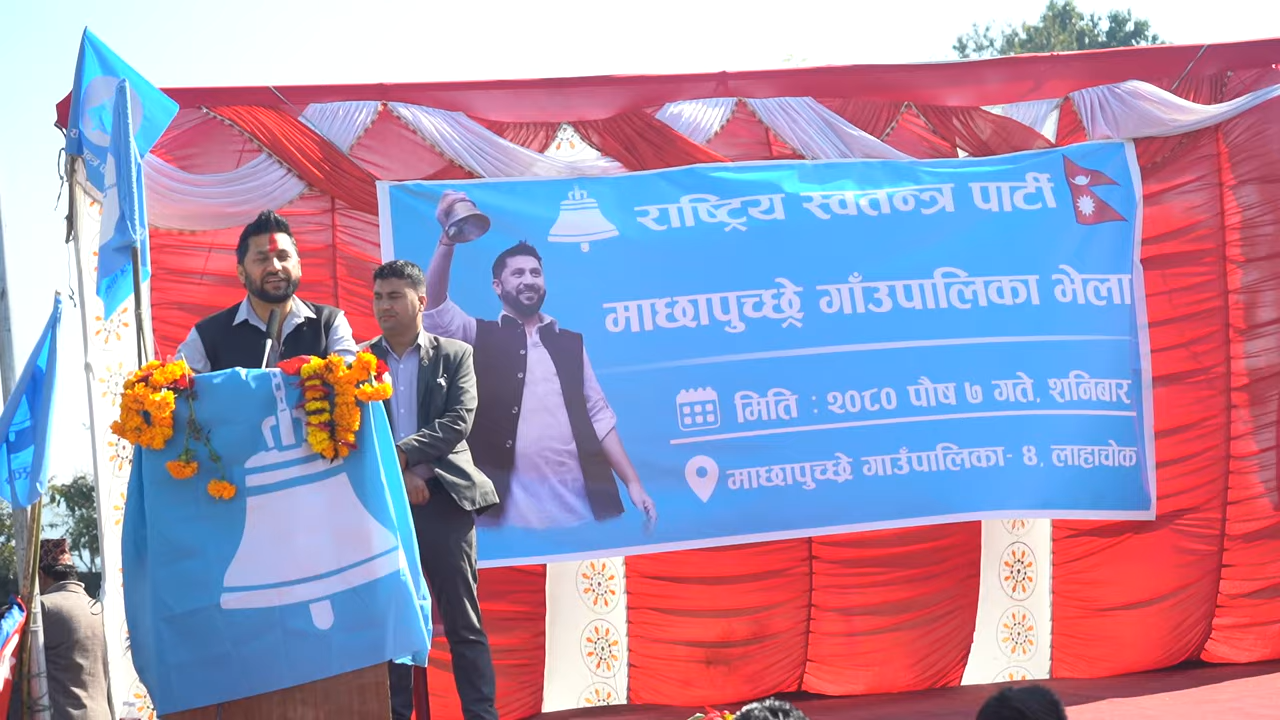 राष्ट्रिय स्वतन्त्र पार्टी
माछापुच्छ्रे गाँउपालिका भेला
मिति : २०८० पौष ७ गते, शनिबार
माछापुच्छ्रे गाउँपालिका- ४, लाहाचोक